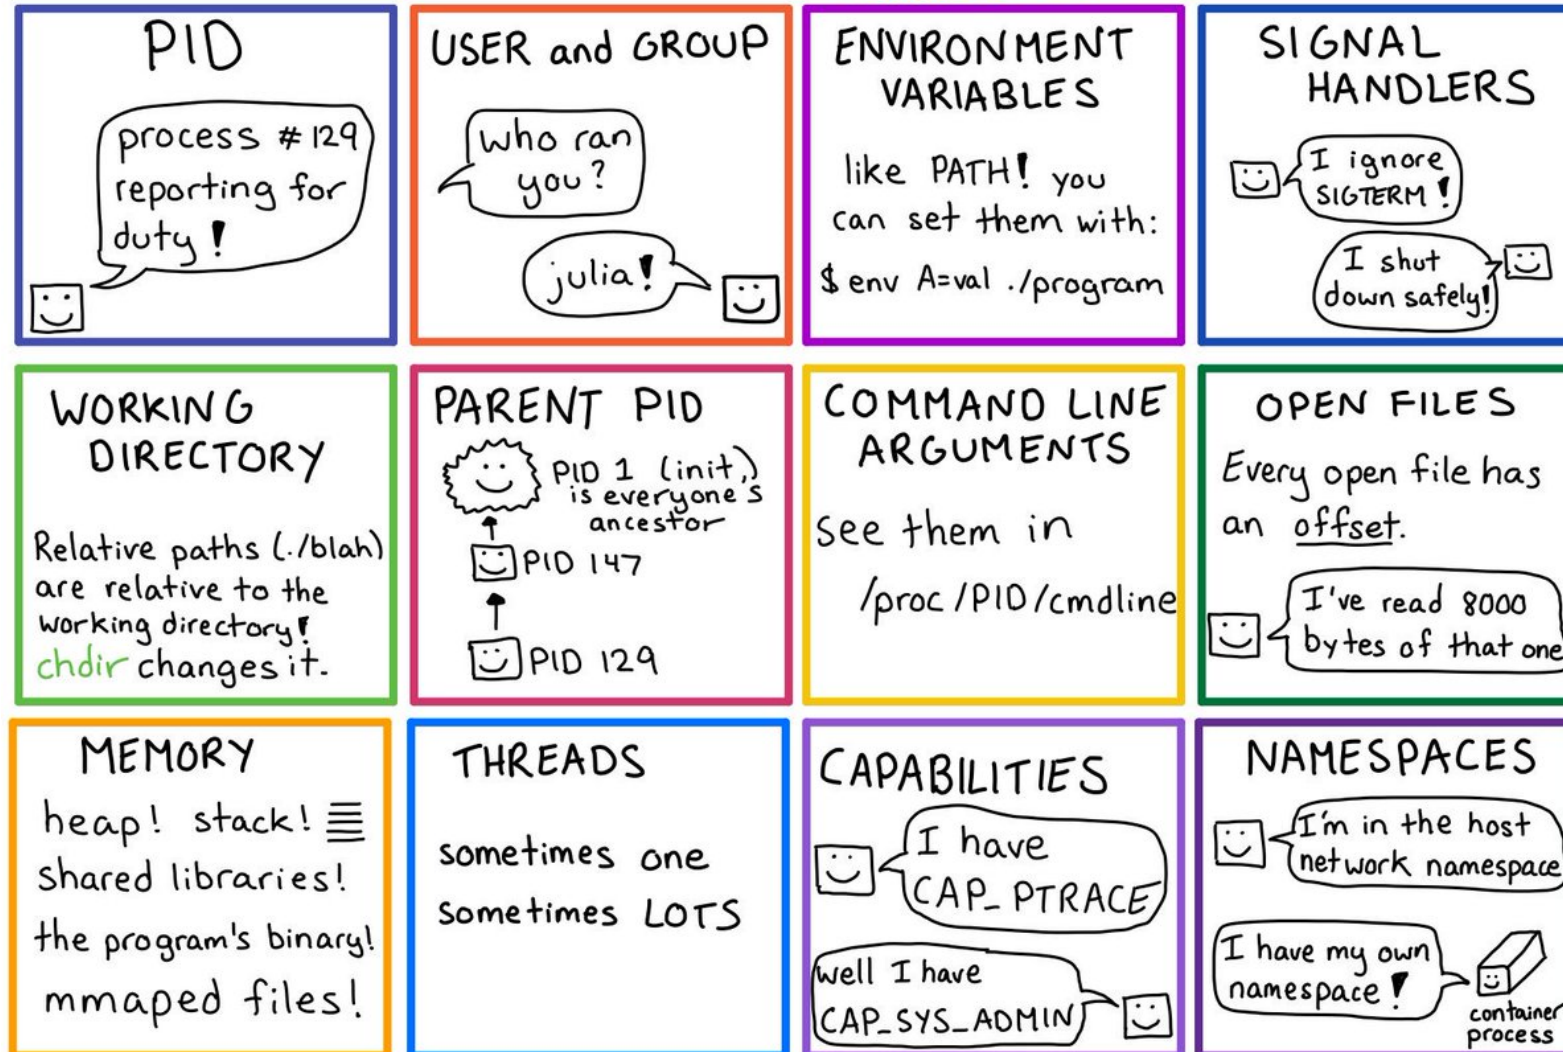 PID
process #129
reporting for
duty!
USER and GROUP
who ran
you?
julia!
ENVIRONMENT
VARIABLES
like PATH! you
can set them with:
$ env A=val ./program
SIGNAL
HANDLERS
I ignore
SIGTERM!
I shut
down safely!
WORKING
DIRECTORY
Relative paths (./blah)
are relative to the
working directory!
chdir changes it.
PARENT PID
PID 1 (init)
is everyone's
ancestor
PID 147
PID 129
COMMAND LINE
ARGUMENTS
see them in
/proc/PID/cmdline
OPEN FILES
Every open file has
an offset.
I've read 8000
bytes of that one
MEMORY
heap! stack!
shared libraries!
the program's binary!
mmaped files!
THREADS
sometimes one
sometimes LOTS
CAPABILITIES
I have
CAP_PTRACE
well I have
CAP_SYS_ADMIN
NAMESPACES
I'm in the host
network namespace
I have my own
namespace!
container
process